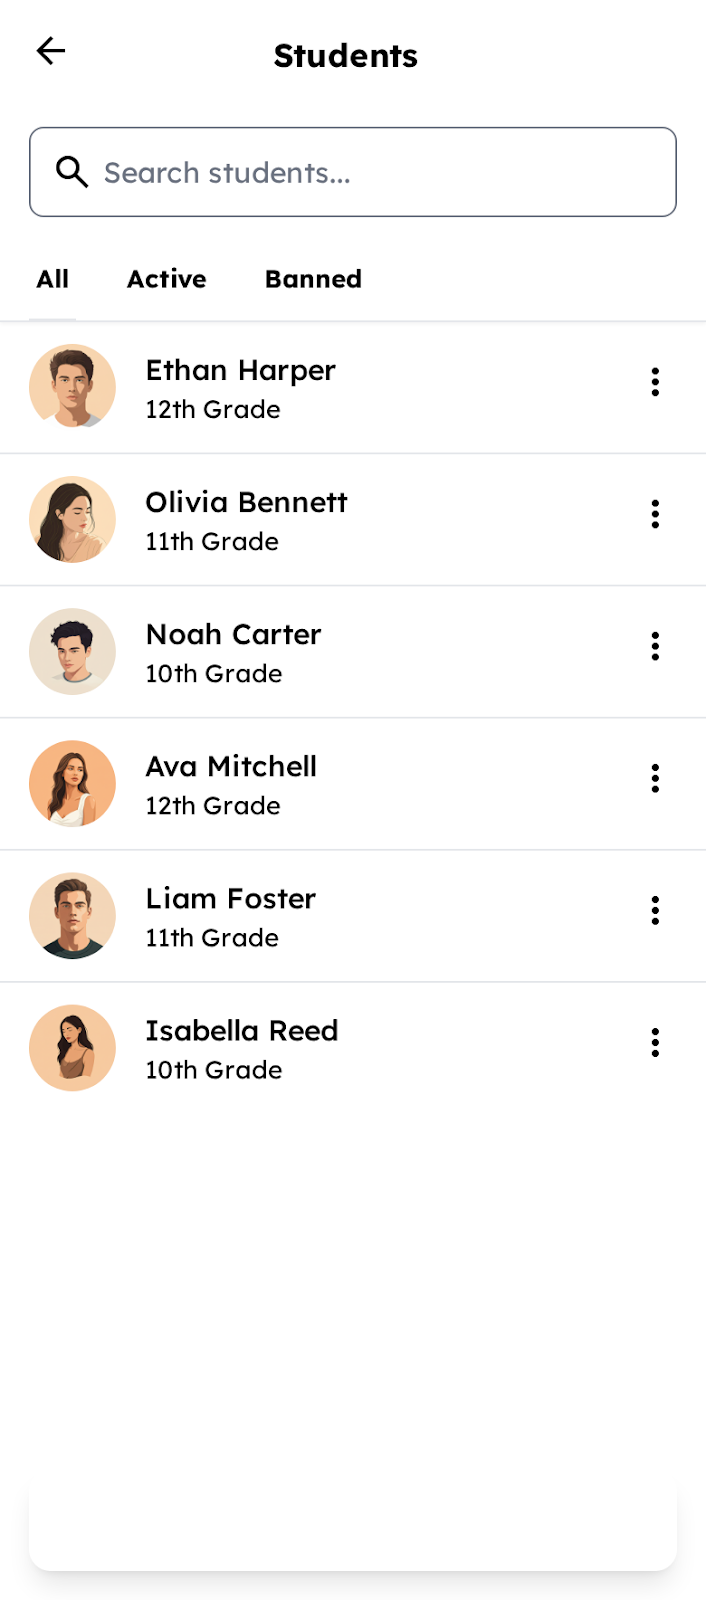 Students
Search students...
All Active Banned
Ethan Harper
12th Grade
Olivia Bennett
11th Grade
Noah Carter
10th Grade
Ava Mitchell
12th Grade
Liam Foster
11th Grade
Isabella Reed
10th Grade